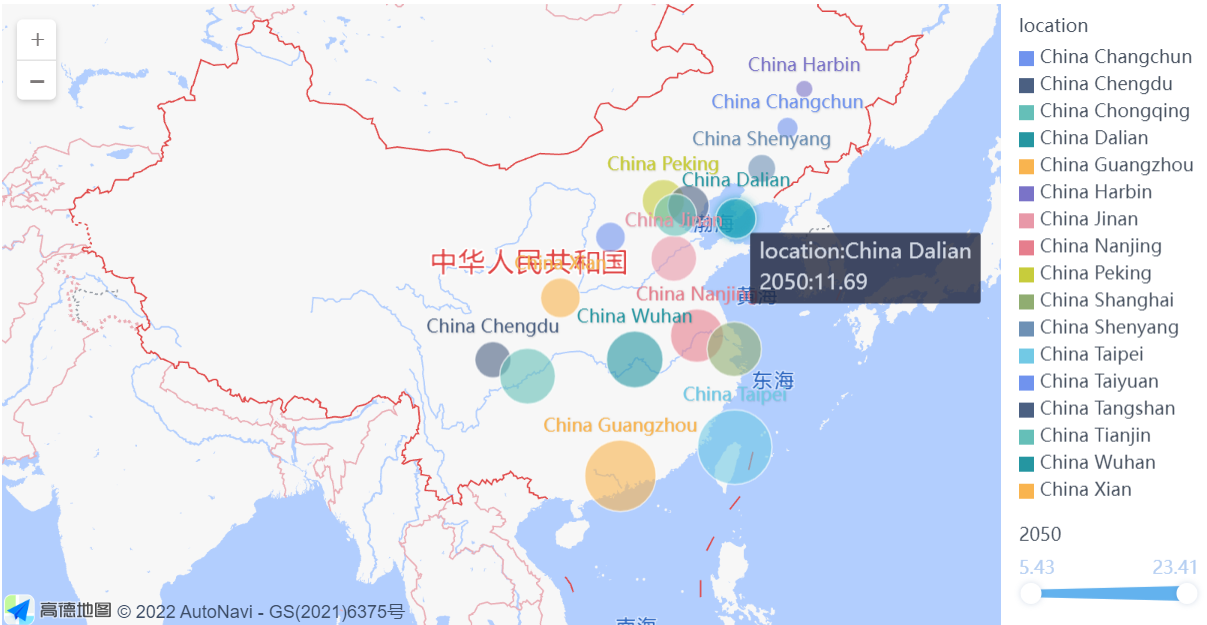 +
−
China Harbin
China Changchun
China Shenyang
China Peking
China Dalian
China Jinan
渤海
中华人民共和国
China Xian
location:China Dalian
2050:11.69
China Nanjing
黄海
China Wuhan
China Chengdu
东海
China Taipei
China Guangzhou
南海
高德地图 © 2022 AutoNavi - GS(2021)6375号
location
China Changchun
China Chengdu
China Chongqing
China Dalian
China Guangzhou
China Harbin
China Jinan
China Nanjing
China Peking
China Shanghai
China Shenyang
China Taipei
China Taiyuan
China Tangshan
China Tianjin
China Wuhan
China Xian
2050
5.43 23.41